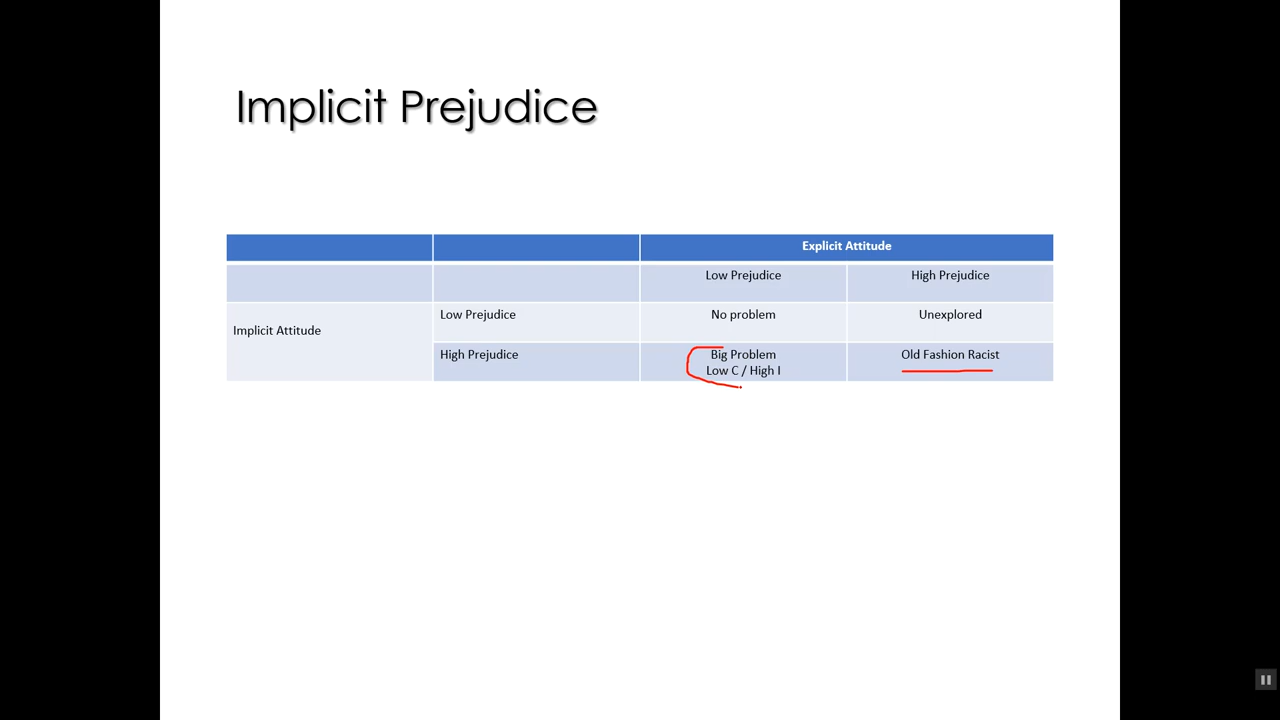 Implicit Prejudice
Explicit Attitude
Low Prejudice
High Prejudice
Implicit Attitude
Low Prejudice
No problem
Unexplored
High Prejudice
Big Problem
Low C / High I
Old Fashion Racist